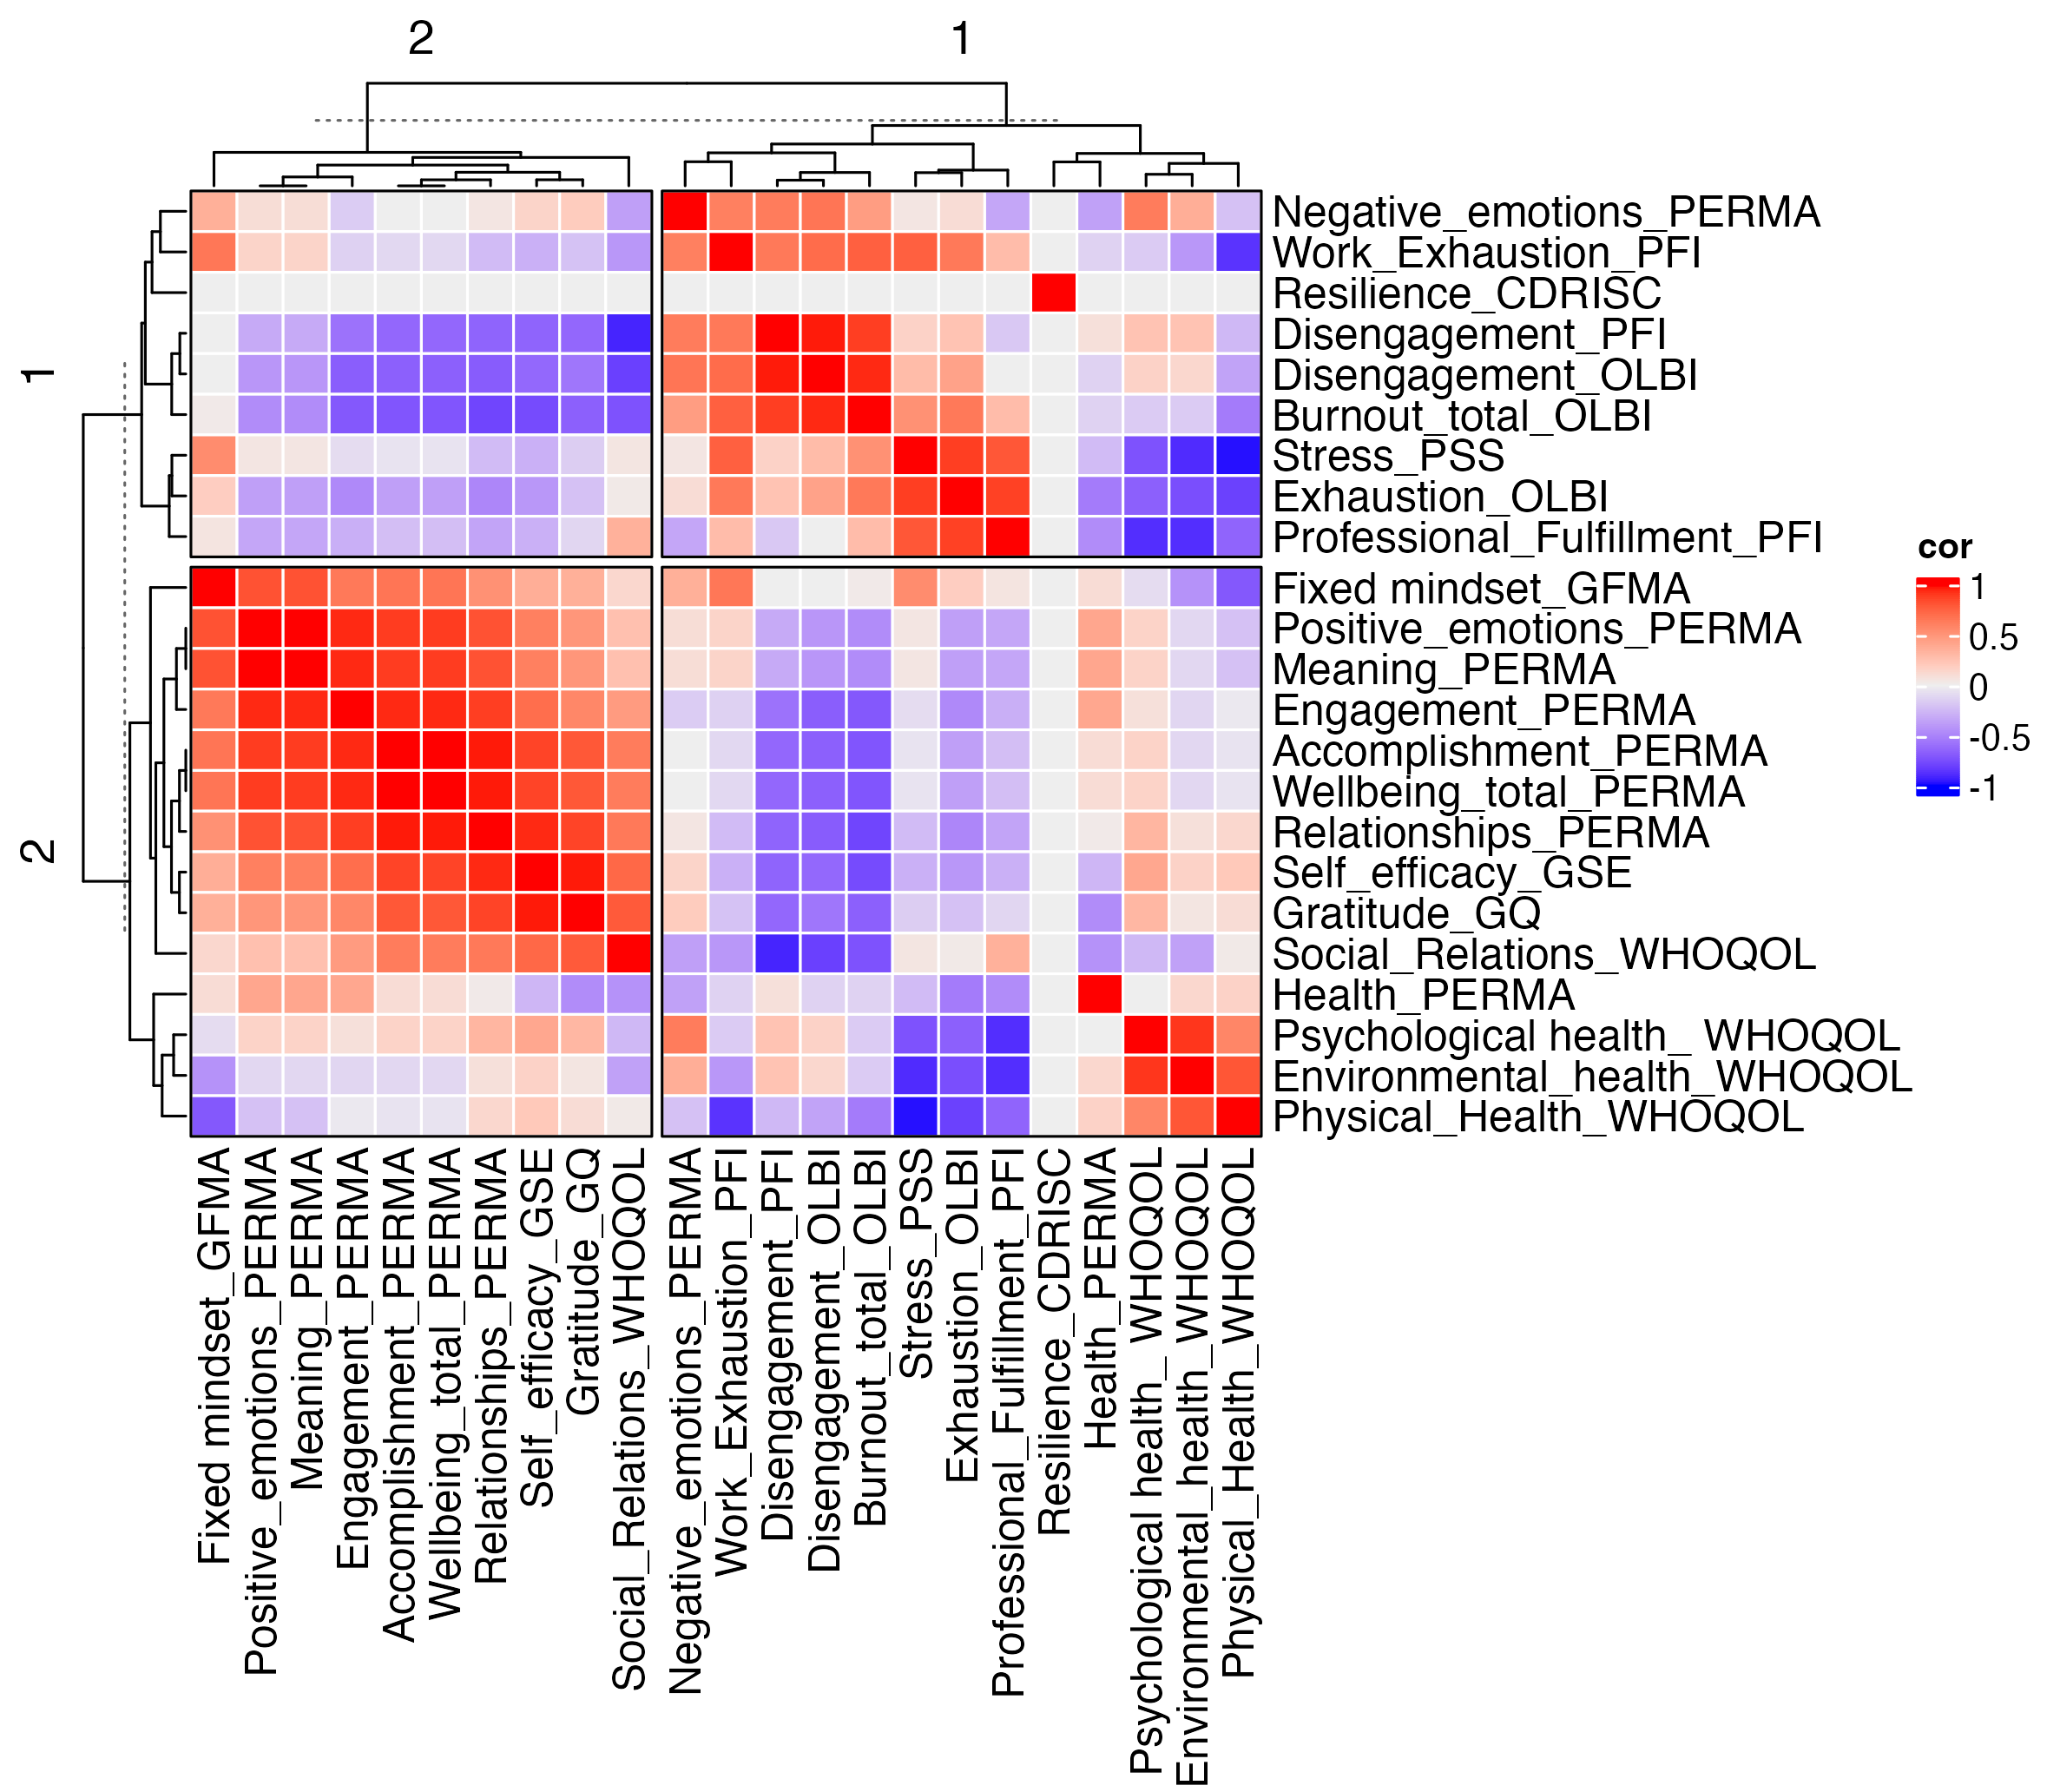 2
1
1
2
Negative_emotions_PERMA
Work_Exhaustion_PFI
Resilience_CDRISC
Disengagement_PFI
Disengagement_OLBI
Burnout_total_OLBI
Stress_PSS
Exhaustion_OLBI
Professional_Fulfillment_PFI
Fixed mindset_GFMA
Positive_emotions_PERMA
Meaning_PERMA
Engagement_PERMA
Accomplishment_PERMA
Wellbeing_total_PERMA
Relationships_PERMA
Self_efficacy_GSE
Gratitude_GQ
Social_Relations_WHOQOL
Health_PERMA
Psychological health_ WHOQOL
Environmental_health_WHOQOL
Physical_Health_WHOQOL
cor
1
0.5
0
-0.5
-1
Fixed mindset_GFMA
Positive_emotions_PERMA
Meaning_PERMA
Engagement_PERMA
Accomplishment_PERMA
Wellbeing_total_PERMA
Relationships_PERMA
Self_efficacy_GSE
Gratitude_GQ
Social_Relations_WHOQOL
Negative_emotions_PERMA
Work_Exhaustion_PFI
Disengagement_PFI
Disengagement_OLBI
Burnout_total_OLBI
Stress_PSS
Exhaustion_OLBI
Professional_Fulfillment_PFI
Resilience_CDRISC
Health_PERMA
Psychological health_ WHOQOL
Environmental_health_WHOQOL
Physical_Health_WHOQOL